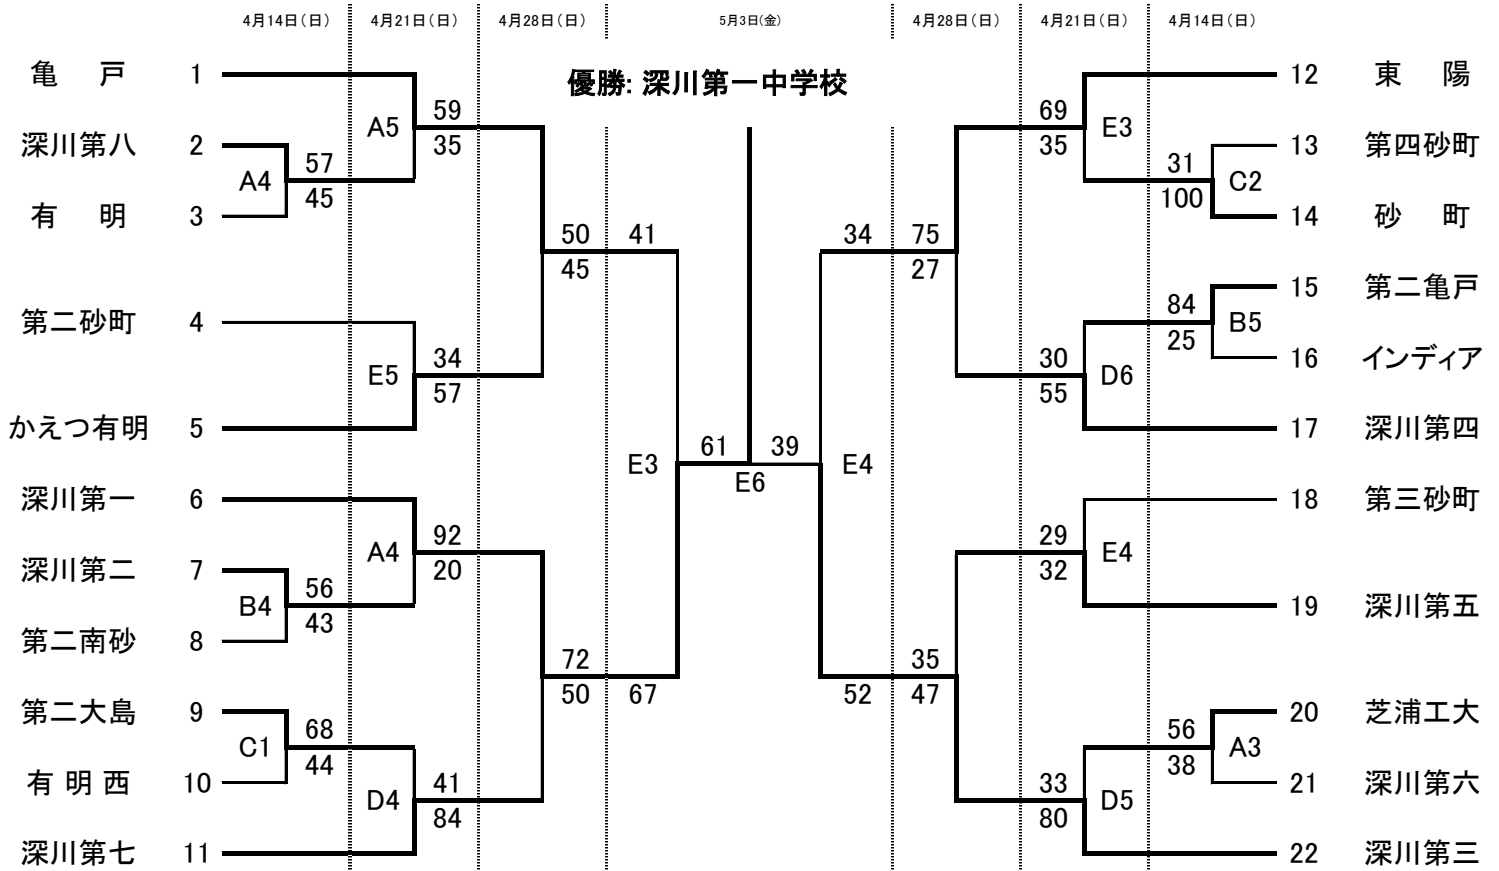 4月14日(日) 4月21日(日) 4月28日(日) 5月3日(金) 4月28日(日) 4月21日(日) 4月14日(日)
優勝: 深川第一中学校
亀 戸 1
深川第八 2
有 明 3
第二砂町 4
かえつ有明 5
深川第一 6
深川第二 7
第二南砂 8
第二大島 9
有 明 西 10
深川第七 11
A4 57
45
B4 56
43
C1 68
44
A5 59
35
E5 34
57
A4 92
20
D4 41
84
50
45
72
50
41
E3
67
61 39
E6
34
E4
52
75
27
35
47
69 E3
35
30 D6
55
29 E4
32
33 D5
80
31 C2
100
84 B5
25
56 A3
38
12 東 陽
13 第四砂町
14 砂 町
15 第二亀戸
16 インディア
17 深川第四
18 第三砂町
19 深川第五
20 芝浦工大
21 深川第六
22 深川第三